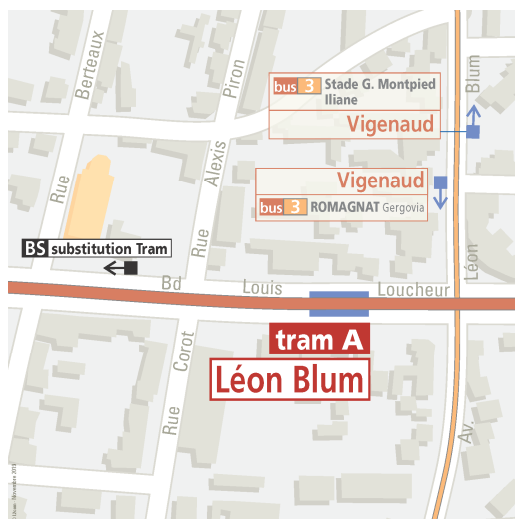 Rue Berteaux
Rue Alexis Piron
Av. Léon Blum
bus 3 Stade G. Montpied
Iliane
Vigenaud
Vigenaud
bus 3 ROMAGNAT Gergovia
BS substitution Tram
Bd Louis Loucheur
tram A
Léon Blum
Rue Corot